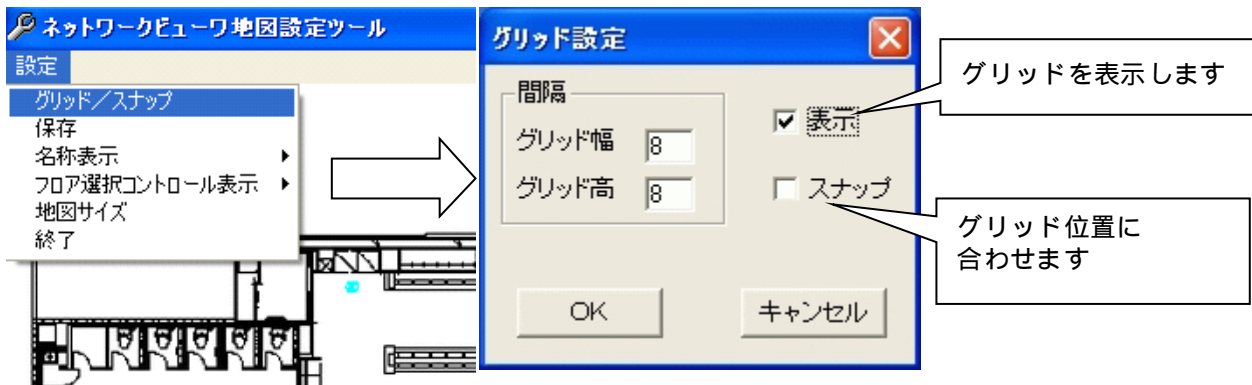 ネットワークビューワ地図設定ツール
設定
グリッド／スナップ
保存
名称表示
フロア選択コントロール表示
地図サイズ
終了
グリッド設定
間隔
グリッド幅 8
グリッド高 8
表示
スナップ
OK
キャンセル
グリッドを表示します
グリッド位置に
合わせます